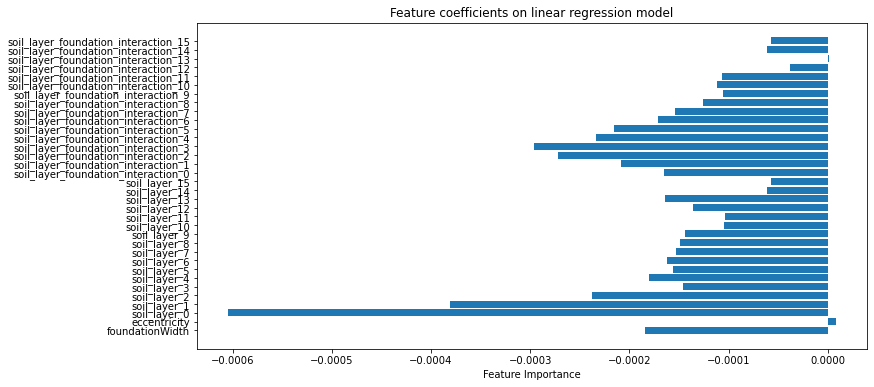 Feature coefficients on linear regression model
soil_layer_foundation_interaction_15
soil_layer_foundation_interaction_14
soil_layer_foundation_interaction_13
soil_layer_foundation_interaction_12
soil_layer_foundation_interaction_11
soil_layer_foundation_interaction_10
soil_layer_foundation_interaction_9
soil_layer_foundation_interaction_8
soil_layer_foundation_interaction_7
soil_layer_foundation_interaction_6
soil_layer_foundation_interaction_5
soil_layer_foundation_interaction_4
soil_layer_foundation_interaction_3
soil_layer_foundation_interaction_2
soil_layer_foundation_interaction_1
soil_layer_foundation_interaction_0
soil_layer_15
soil_layer_14
soil_layer_13
soil_layer_12
soil_layer_11
soil_layer_10
soil_layer_9
soil_layer_8
soil_layer_7
soil_layer_6
soil_layer_5
soil_layer_4
soil_layer_3
soil_layer_2
soil_layer_1
soil_layer_0
eccentricity
foundationWidth
−0.0006 −0.0005 −0.0004 −0.0003 −0.0002 −0.0001 0.0000
Feature Importance